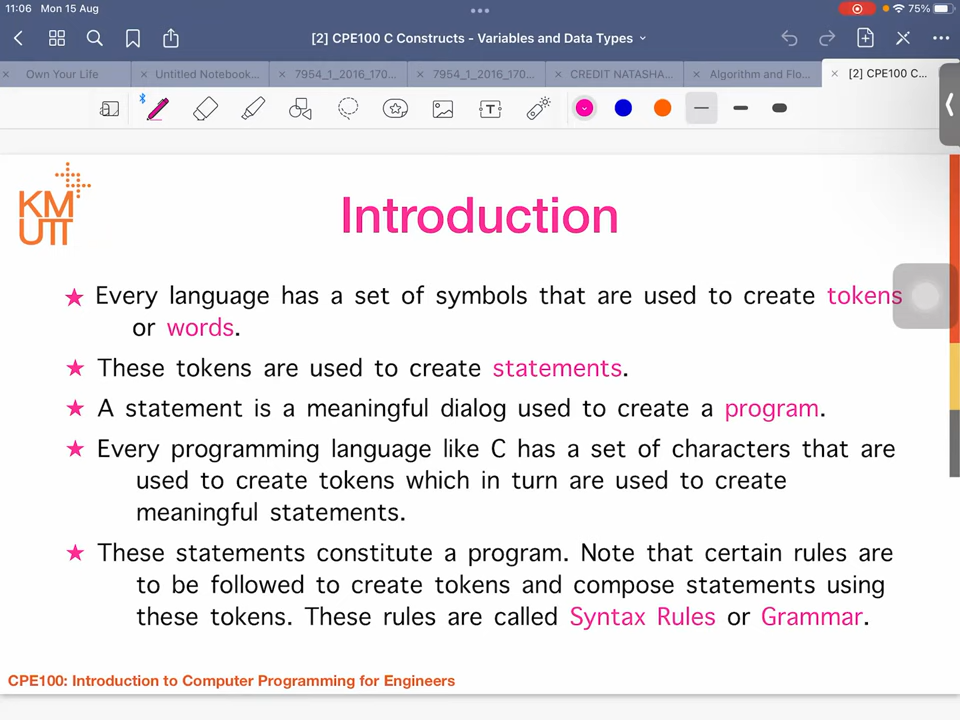 11:06 Mon 15 Aug
75%
[2] CPE100 C Constructs - Variables and Data Types
Own Your Life
Untitled Notebook...
7954_1_2016_170...
7954_1_2016_170...
CREDIT NATASHA...
Algorithm and Flo...
[2] CPE100 C...
KM
UTT
Introduction
★ Every language has a set of symbols that are used to create tokens
or words.
★ These tokens are used to create statements.
★ A statement is a meaningful dialog used to create a program.
★ Every programming language like C has a set of characters that are
used to create tokens which in turn are used to create
meaningful statements.
★ These statements constitute a program. Note that certain rules are
to be followed to create tokens and compose statements using
these tokens. These rules are called Syntax Rules or Grammar.
CPE100: Introduction to Computer Programming for Engineers